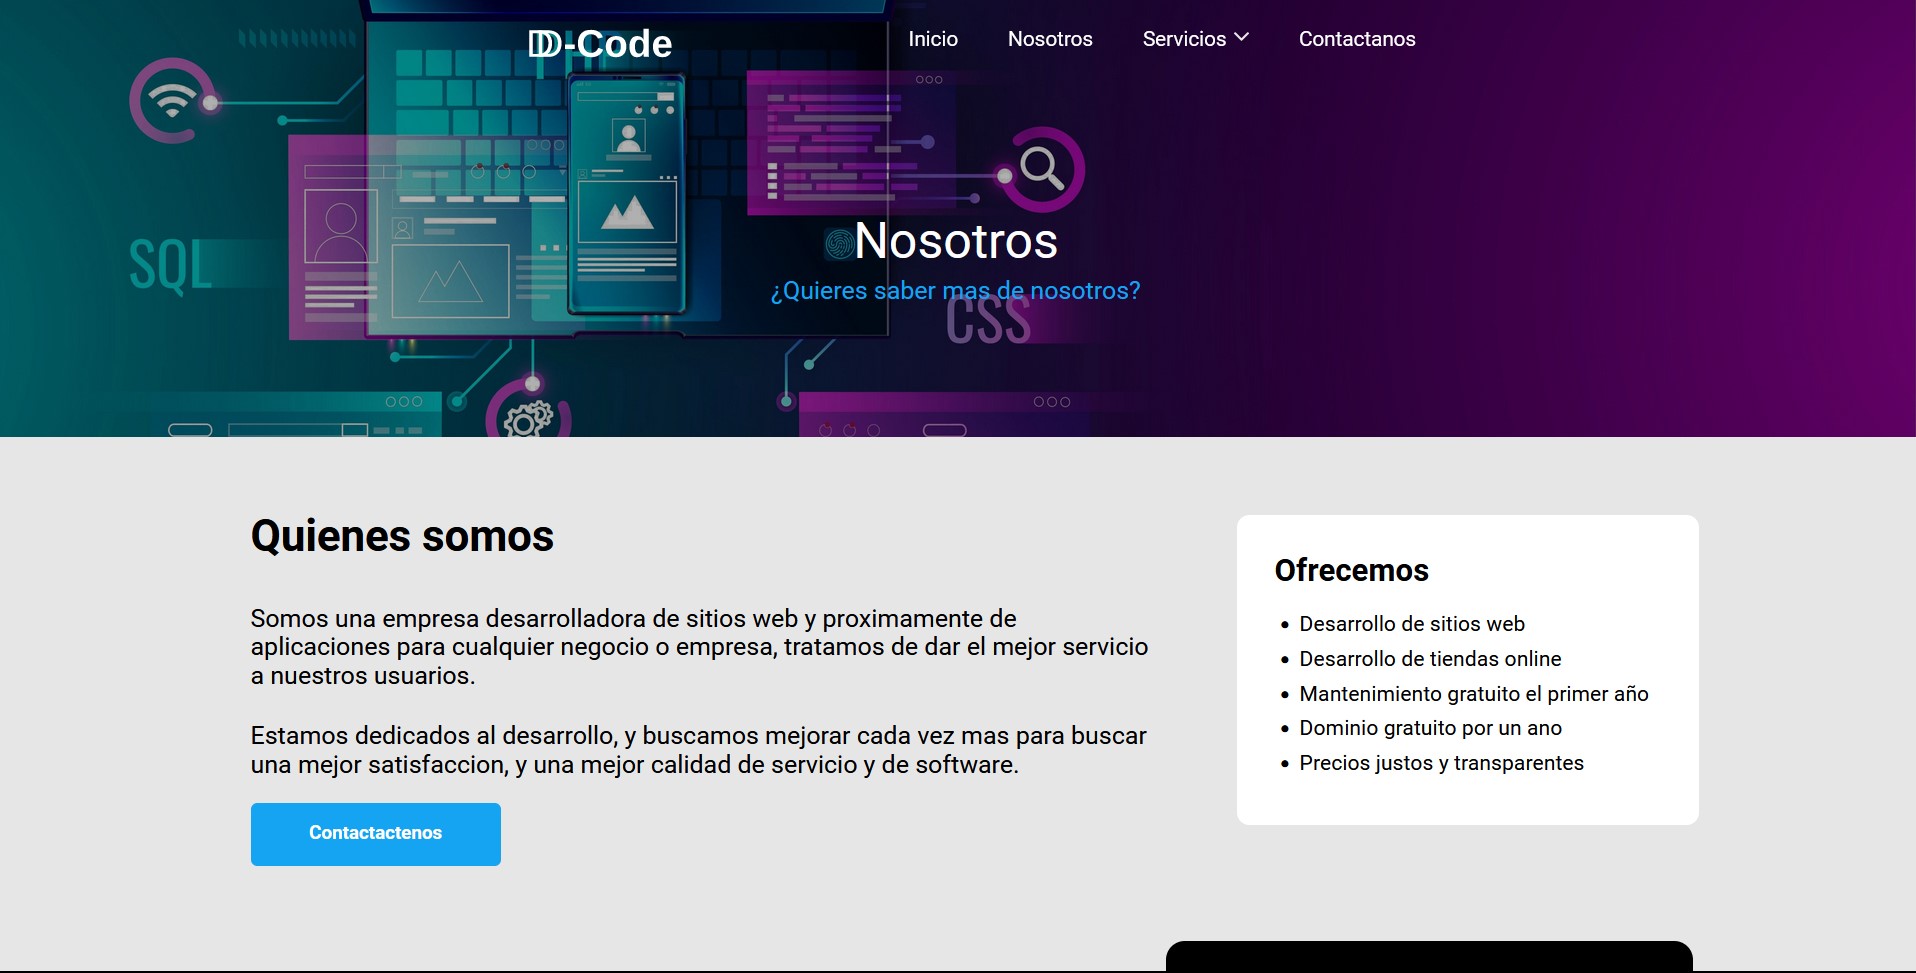 D-Code
Inicio
Nosotros
Servicios
Contactanos
SQL
Nosotros
¿Quieres saber mas de nosotros?
CSS
Quienes somos
Somos una empresa desarrolladora de sitios web y proximamente de
aplicaciones para cualquier negocio o empresa, tratamos de dar el mejor servicio
a nuestros usuarios.
Estamos dedicados al desarrollo, y buscamos mejorar cada vez mas para buscar
una mejor satisfaccion, y una mejor calidad de servicio y de software.
Contactactenos
Ofrecemos
Desarrollo de sitios web
Desarrollo de tiendas online
Mantenimiento gratuito el primer año
Dominio gratuito por un ano
Precios justos y transparentes